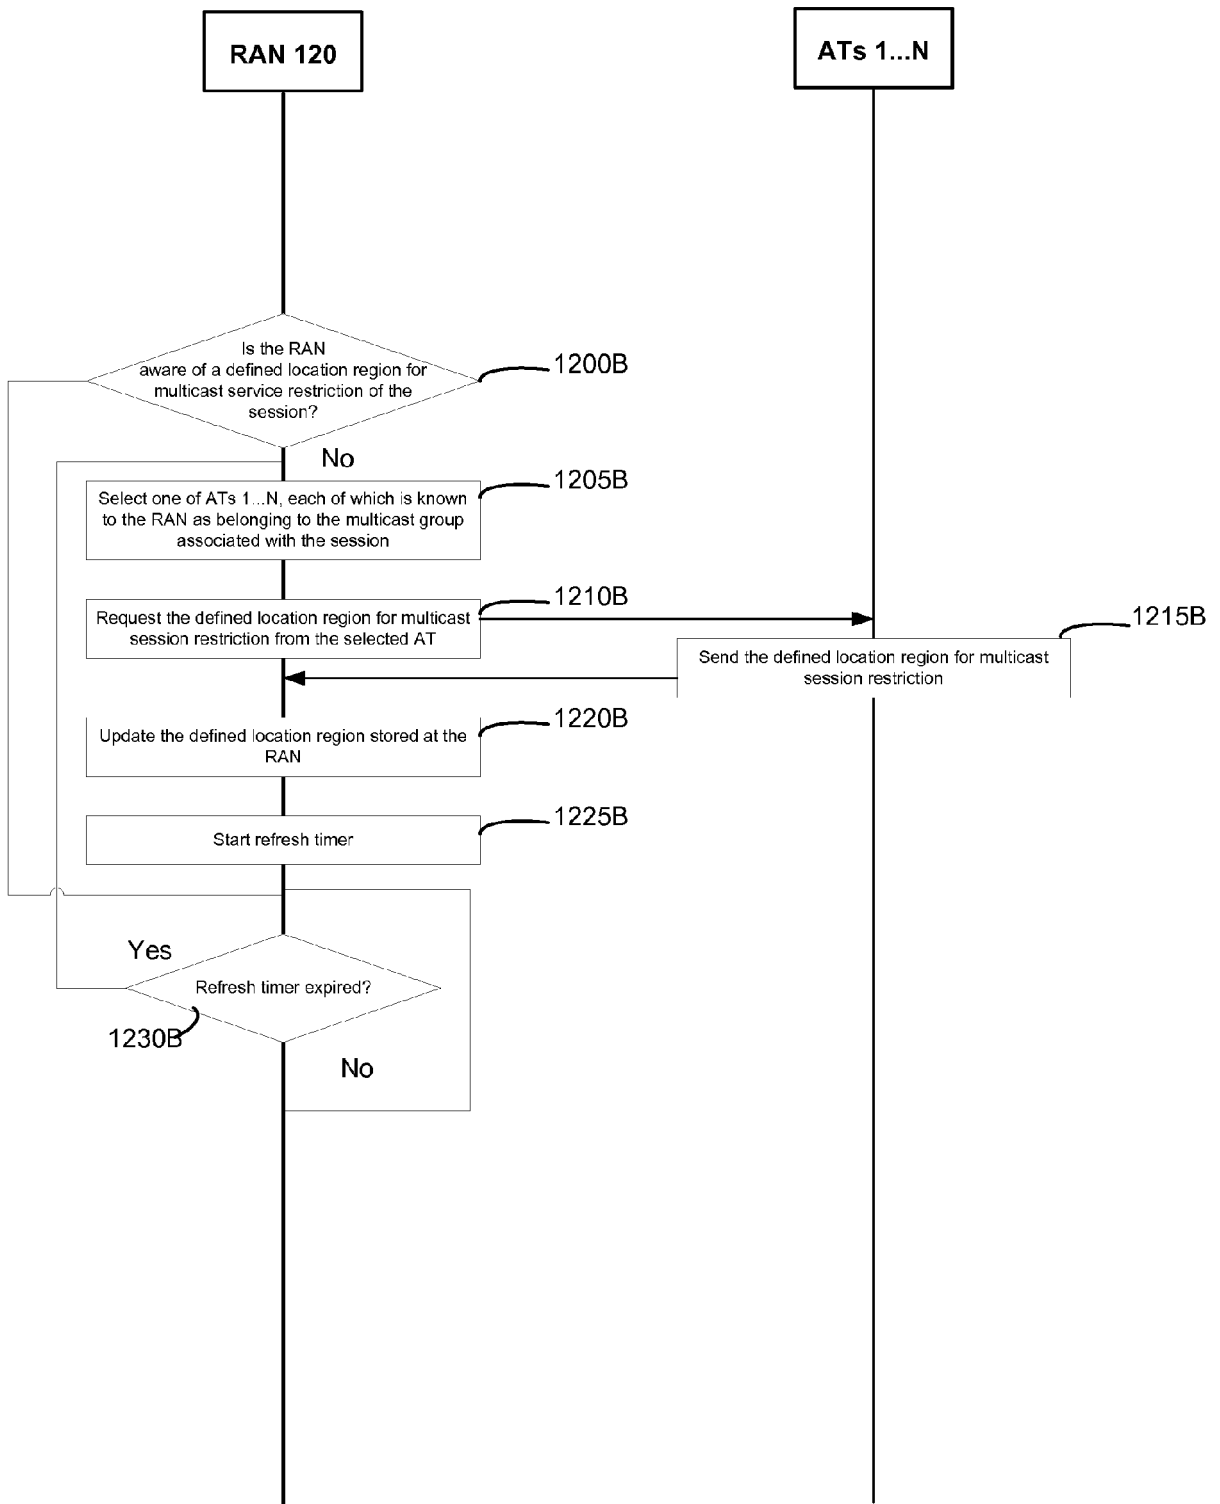 RAN 120
ATs 1...N
Is the RAN
aware of a defined location region for
multicast service restriction of the
session?
1200B
No
1205B
Select one of ATs 1...N, each of which is known
to the RAN as belonging to the multicast group
associated with the session
1210B
Request the defined location region for multicast
session restriction from the selected AT
1215B
Send the defined location region for multicast
session restriction
1220B
Update the defined location region stored at the
RAN
1225B
Start refresh timer
Yes
Refresh timer expired?
1230B
No